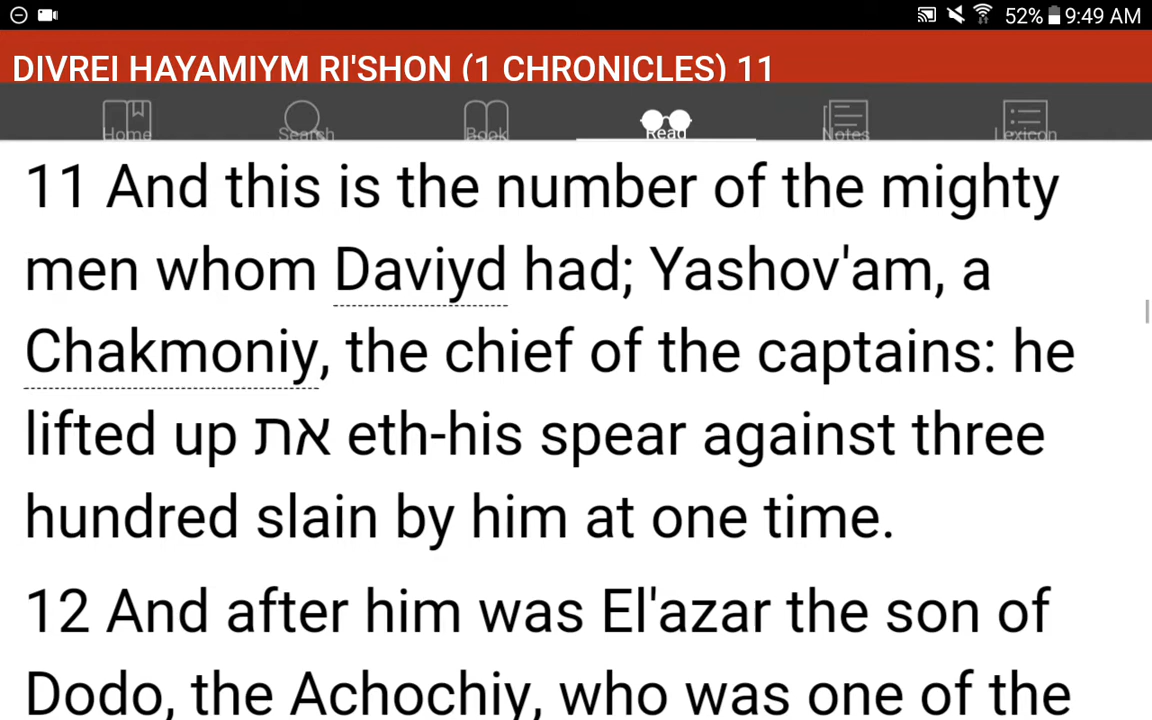 52% 9:49 AM
DIVREI HAYAMIYM RI'SHON (1 CHRONICLES) 11
Home Search Book Read Notes Lexicon
11 And this is the number of the mighty
men whom Daviyd had; Yashov'am, a
Chakmoniy, the chief of the captains: he
lifted up את eth-his spear against three
hundred slain by him at one time.
12 And after him was El'azar the son of
Dodo, the Achochiy, who was one of the